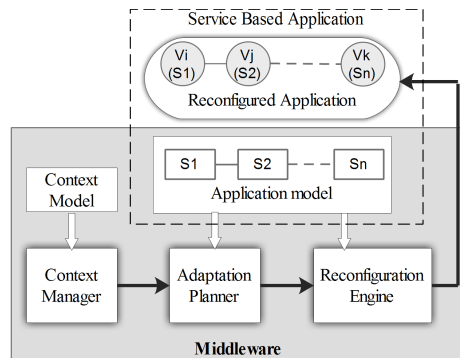 Service Based Application
Vi Vj Vk
(S1) (S2) (Sn)
Reconfigured Application
S1 S2 Sn
Application model
Context
Model
Context
Manager
Adaptation
Planner
Reconfiguration
Engine
Middleware